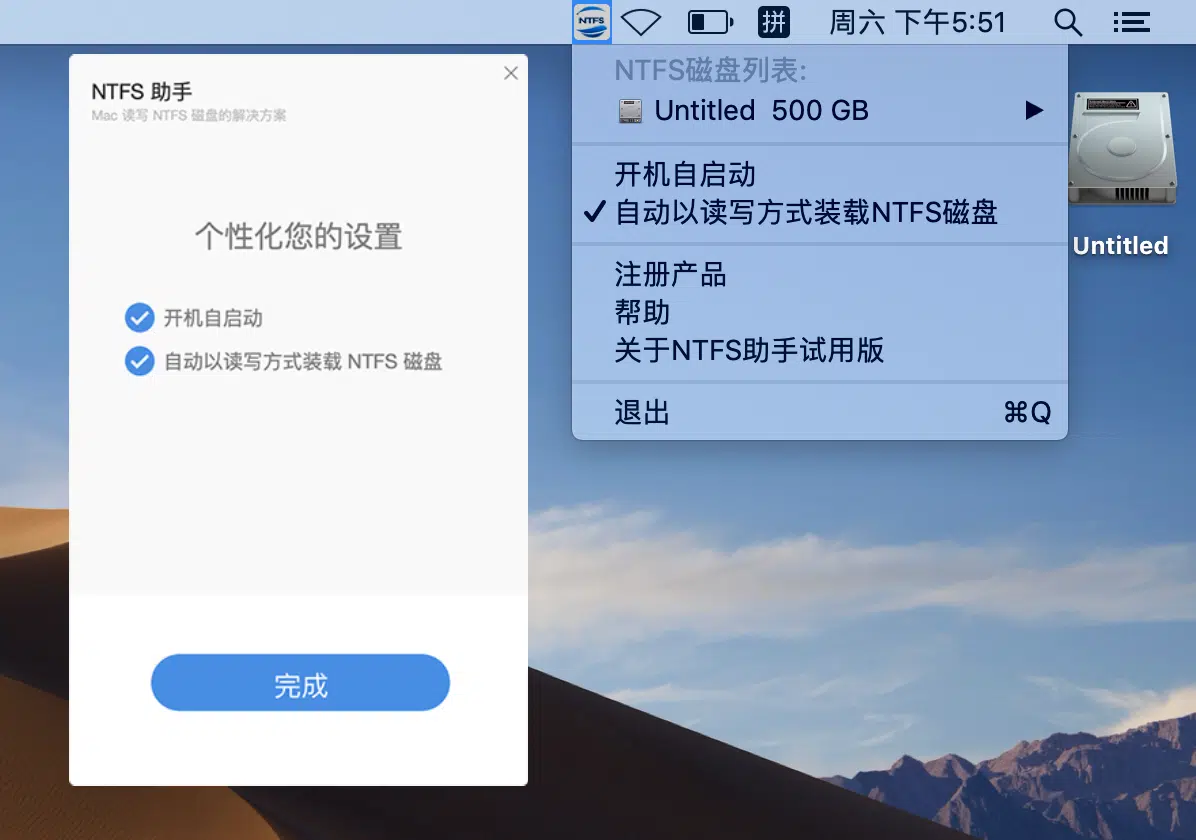 NTFS
拼
周六 下午5:51
NTFS 助手
Mac 读写 NTFS 磁盘的解决方案
个性化您的设置
开机自启动
自动以读写方式装载 NTFS 磁盘
完成
NTFS磁盘列表:
Untitled 500 GB
开机自启动
自动以读写方式装载NTFS磁盘
注册产品
帮助
关于NTFS助手试用版
退出 ⌘Q
Untitled